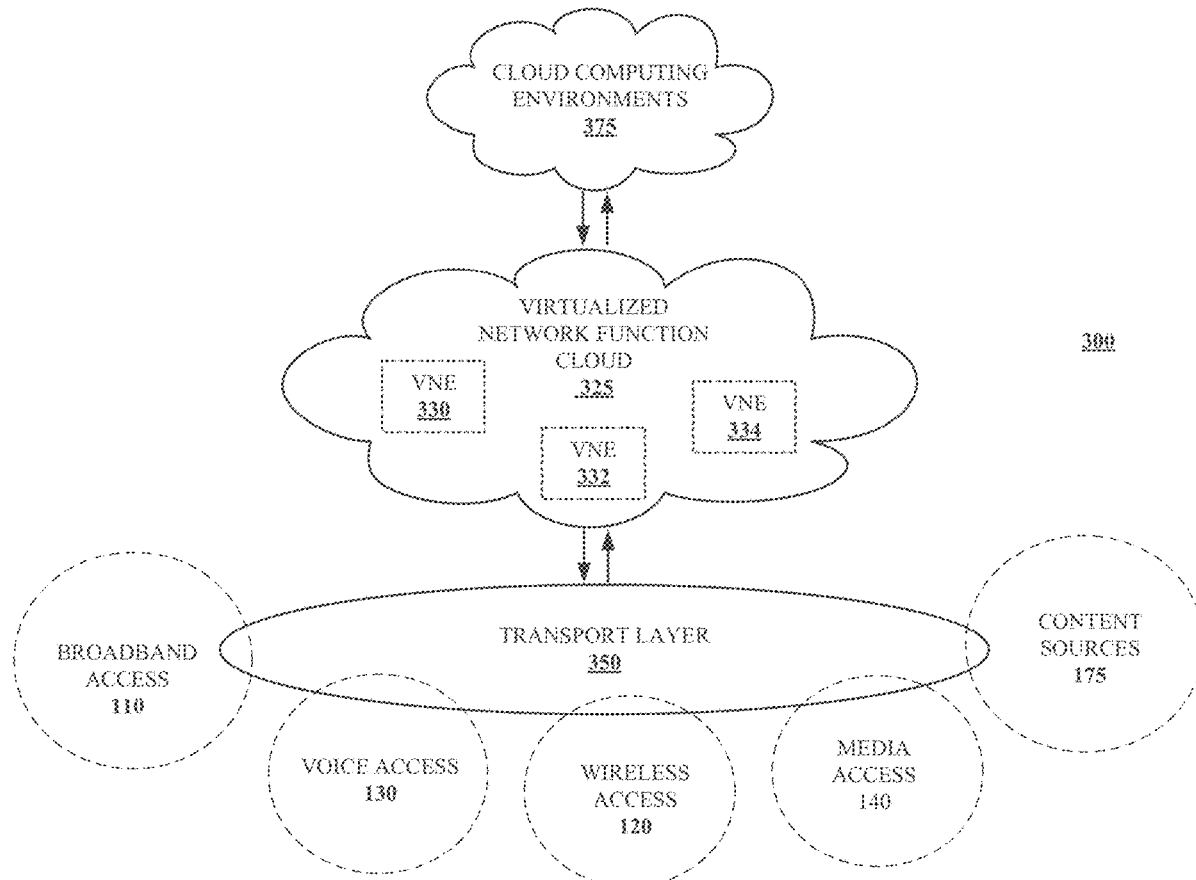 CLOUD COMPUTING
ENVIRONMENTS
375
VIRTUALIZED
NETWORK FUNCTION
CLOUD
325
300
VNE
330
VNE
332
VNE
334
TRANSPORT LAYER
350
BROADBAND
ACCESS
110
VOICE ACCESS
130
WIRELESS
ACCESS
120
MEDIA
ACCESS
140
CONTENT
SOURCES
175